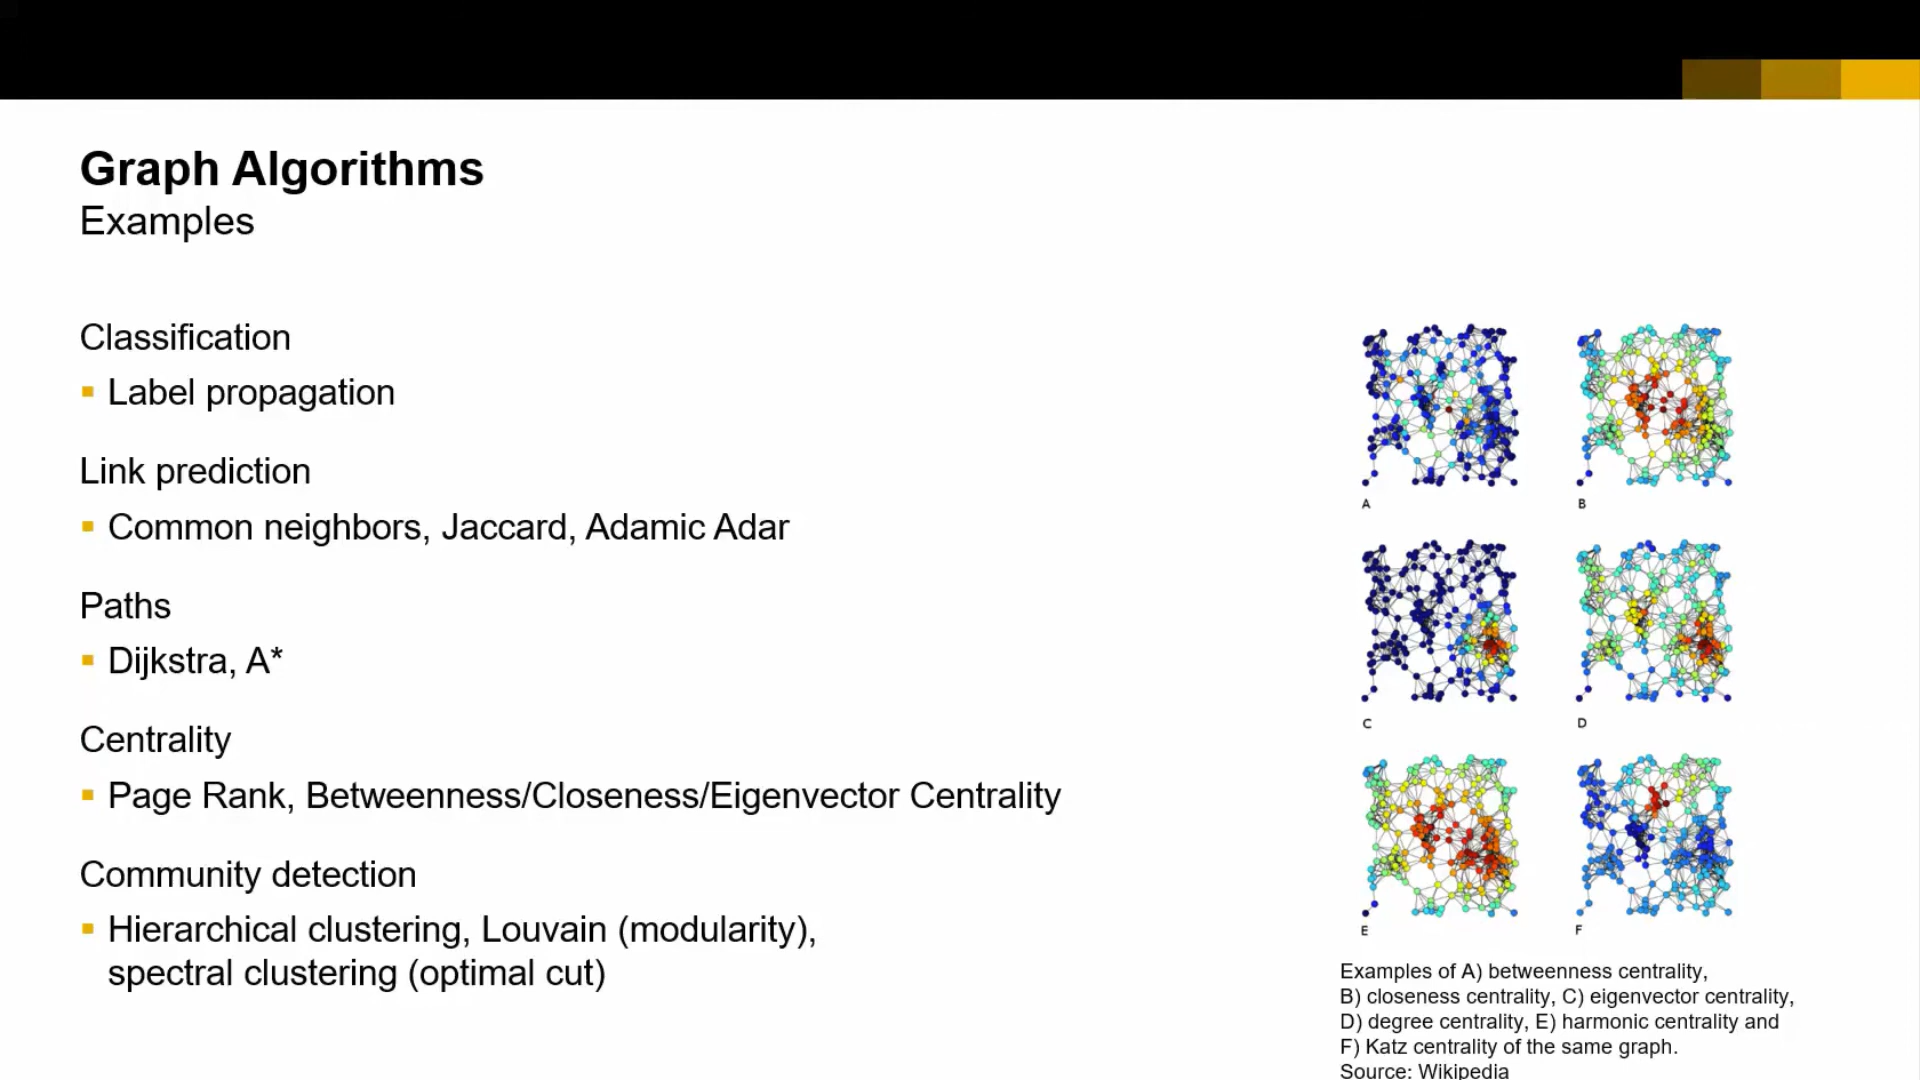 Graph Algorithms
Examples
Classification
Label propagation
Link prediction
Common neighbors, Jaccard, Adamic Adar
Paths
Dijkstra, A*
Centrality
Page Rank, Betweenness/Closeness/Eigenvector Centrality
Community detection
Hierarchical clustering, Louvain (modularity),
spectral clustering (optimal cut)
A
B
C
D
E
F
Examples of A) betweenness centrality,
B) closeness centrality, C) eigenvector centrality,
D) degree centrality, E) harmonic centrality and
F) Katz centrality of the same graph.
Source: Wikipedia